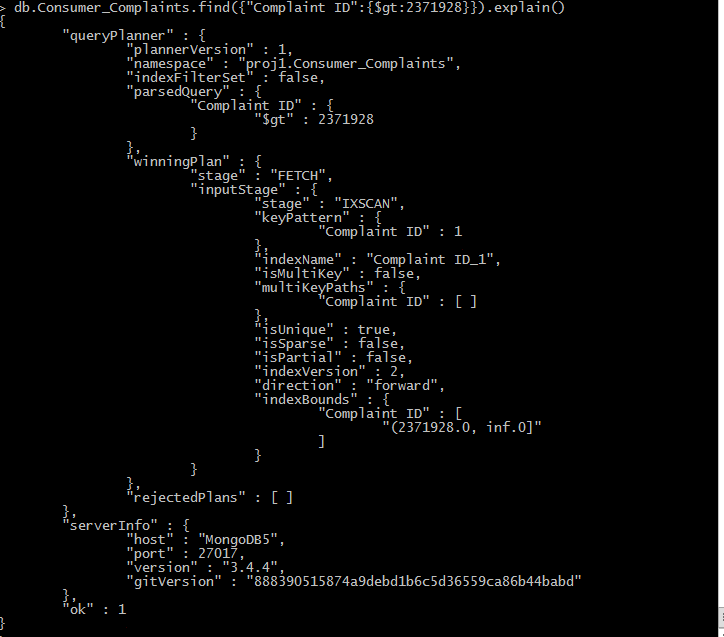 > db.Consumer_Complaints.find({"Complaint ID":{$gt:2371928}}).explain()
{
        "queryPlanner" : {
                "plannerVersion" : 1,
                "namespace" : "proj1.Consumer_Complaints",
                "indexFilterSet" : false,
                "parsedQuery" : {
                        "Complaint ID" : {
                                "$gt" : 2371928
                        }
                },
                "winningPlan" : {
                        "stage" : "FETCH",
                        "inputStage" : {
                                "stage" : "IXSCAN",
                                "keyPattern" : {
                                        "Complaint ID" : 1
                                },
                                "indexName" : "Complaint ID_1",
                                "isMultiKey" : false,
                                "multiKeyPaths" : {
                                        "Complaint ID" : [ ]
                                },
                                "isUnique" : true,
                                "isSparse" : false,
                                "isPartial" : false,
                                "indexVersion" : 2,
                                "direction" : "forward",
                                "indexBounds" : {
                                        "Complaint ID" : [
                                                "(2371928.0, inf.0]"
                                        ]
                                }
                        }
                },
                "rejectedPlans" : [ ]
        },
        "serverInfo" : {
                "host" : "MongoDB5",
                "port" : 27017,
                "version" : "3.4.4",
                "gitVersion" : "888390515874a9debd1b6c5d36559ca86b44babd"
        },
        "ok" : 1
}